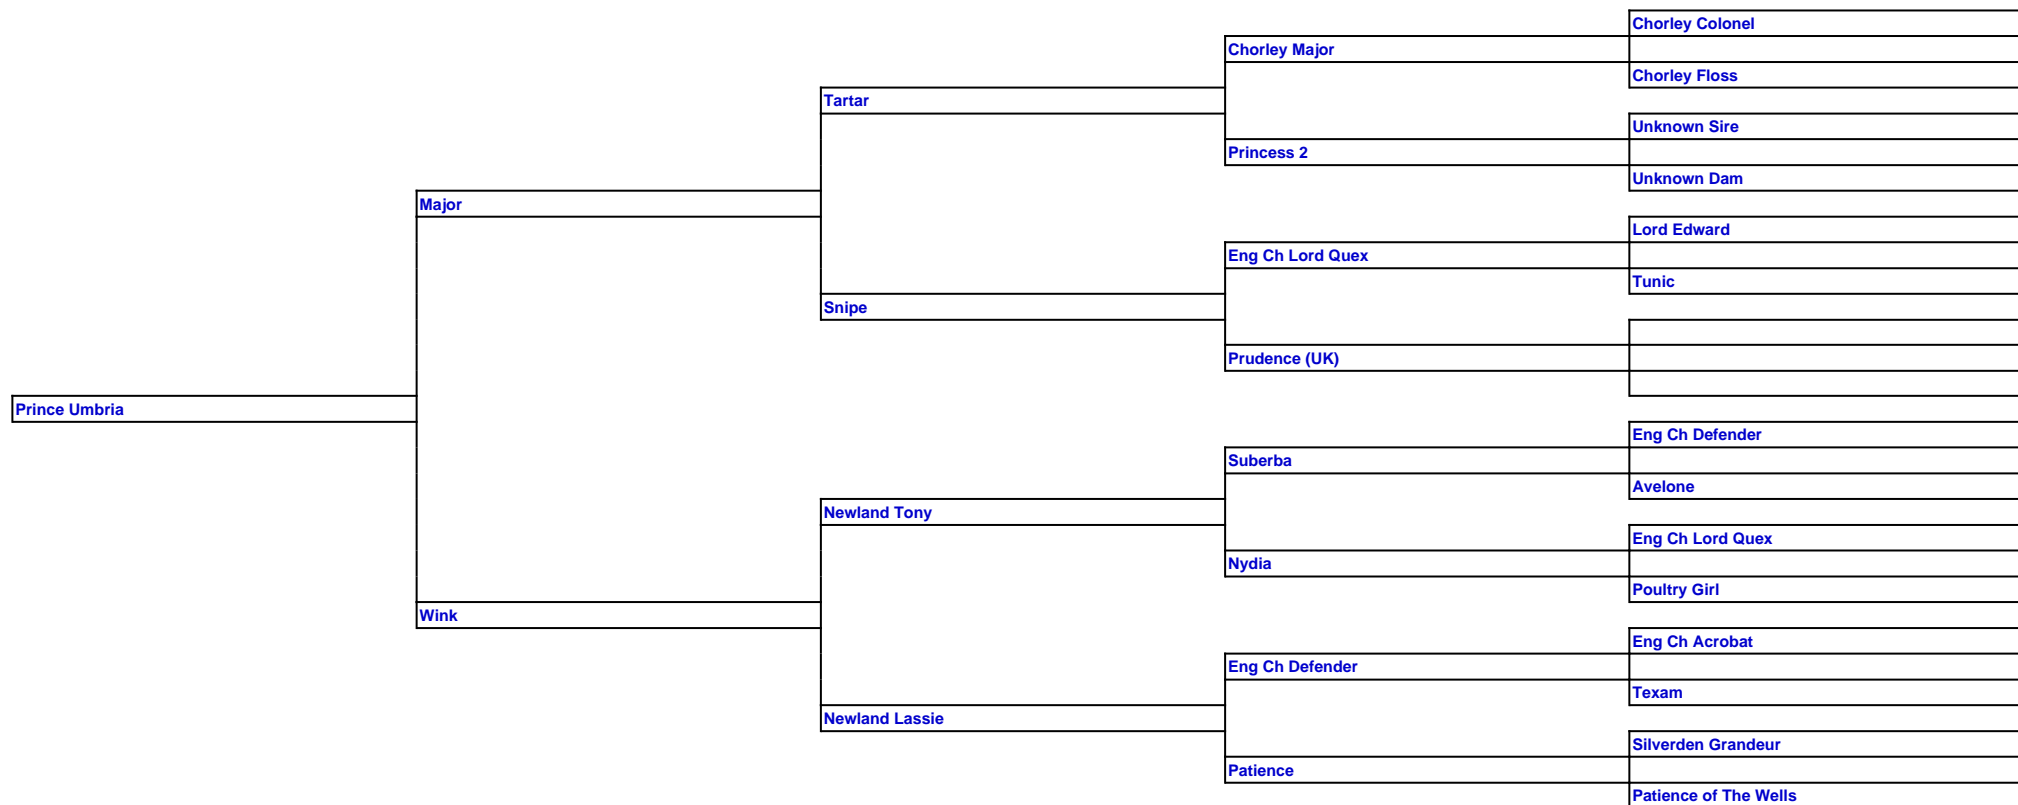 Chorley Colonel
Chorley Major
Chorley Floss
Tartar
Unknown Sire
Princess 2
Unknown Dam
Major
Lord Edward
Eng Ch Lord Quex
Tunic
Snipe
Prudence (UK)
Prince Umbria
Eng Ch Defender
Suberba
Avelone
Newland Tony
Eng Ch Lord Quex
Nydia
Poultry Girl
Wink
Eng Ch Acrobat
Eng Ch Defender
Texam
Newland Lassie
Silverden Grandeur
Patience
Patience of The Wells